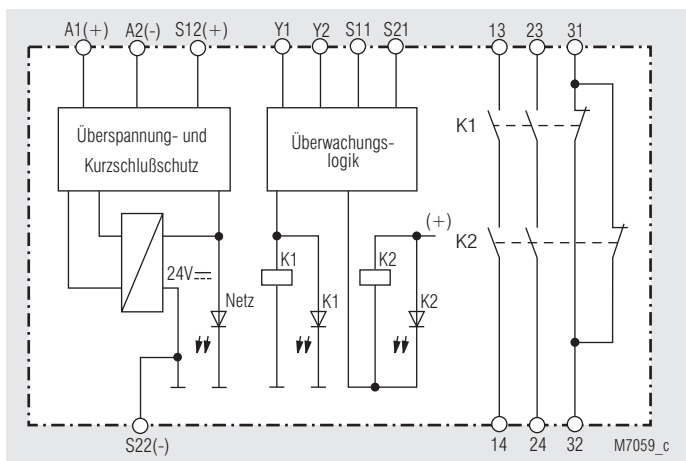 A1(+) A2(-) S12(+) Y1 Y2 S11 S21 13 23 31
Überspannung- und
Kurzschlußschutz
Überwachungs-
logik
K1
(+)
K2
24V
K1
K2
Netz
K1
K2
S22(-)
14 24 32
M7059_c